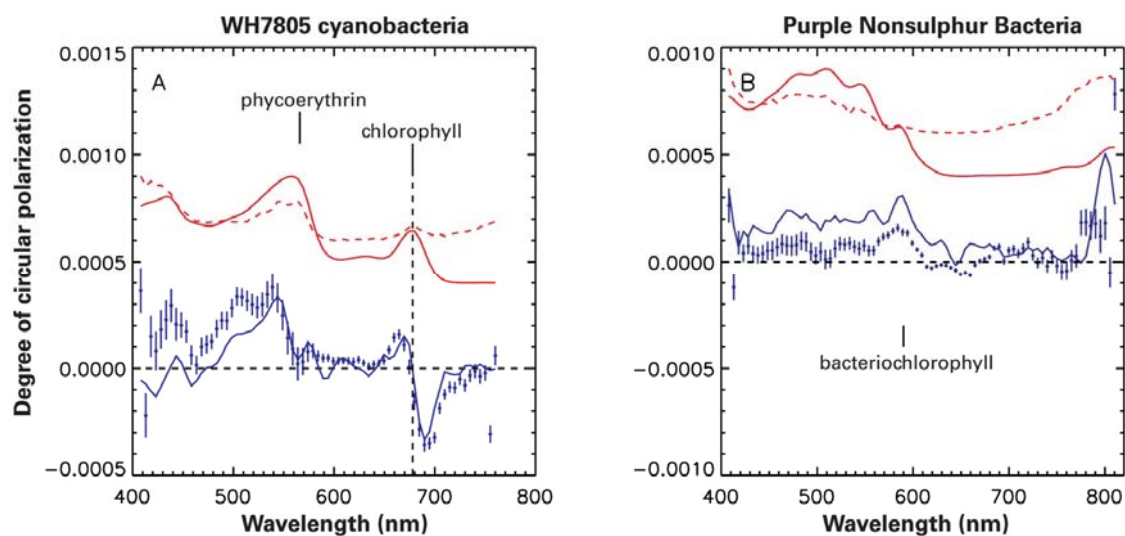 WH7805 cyanobacteria
Purple Nonsulphur Bacteria
Degree of circular polarization
0.0015
0.0010
0.0005
0.0000
−0.0005
A
phycoerythrin
chlorophyll
400 500 600 700 800
Wavelength (nm)
0.0010
0.0005
0.0000
−0.0005
−0.0010
B
bacteriochlorophyll
400 500 600 700 800
Wavelength (nm)